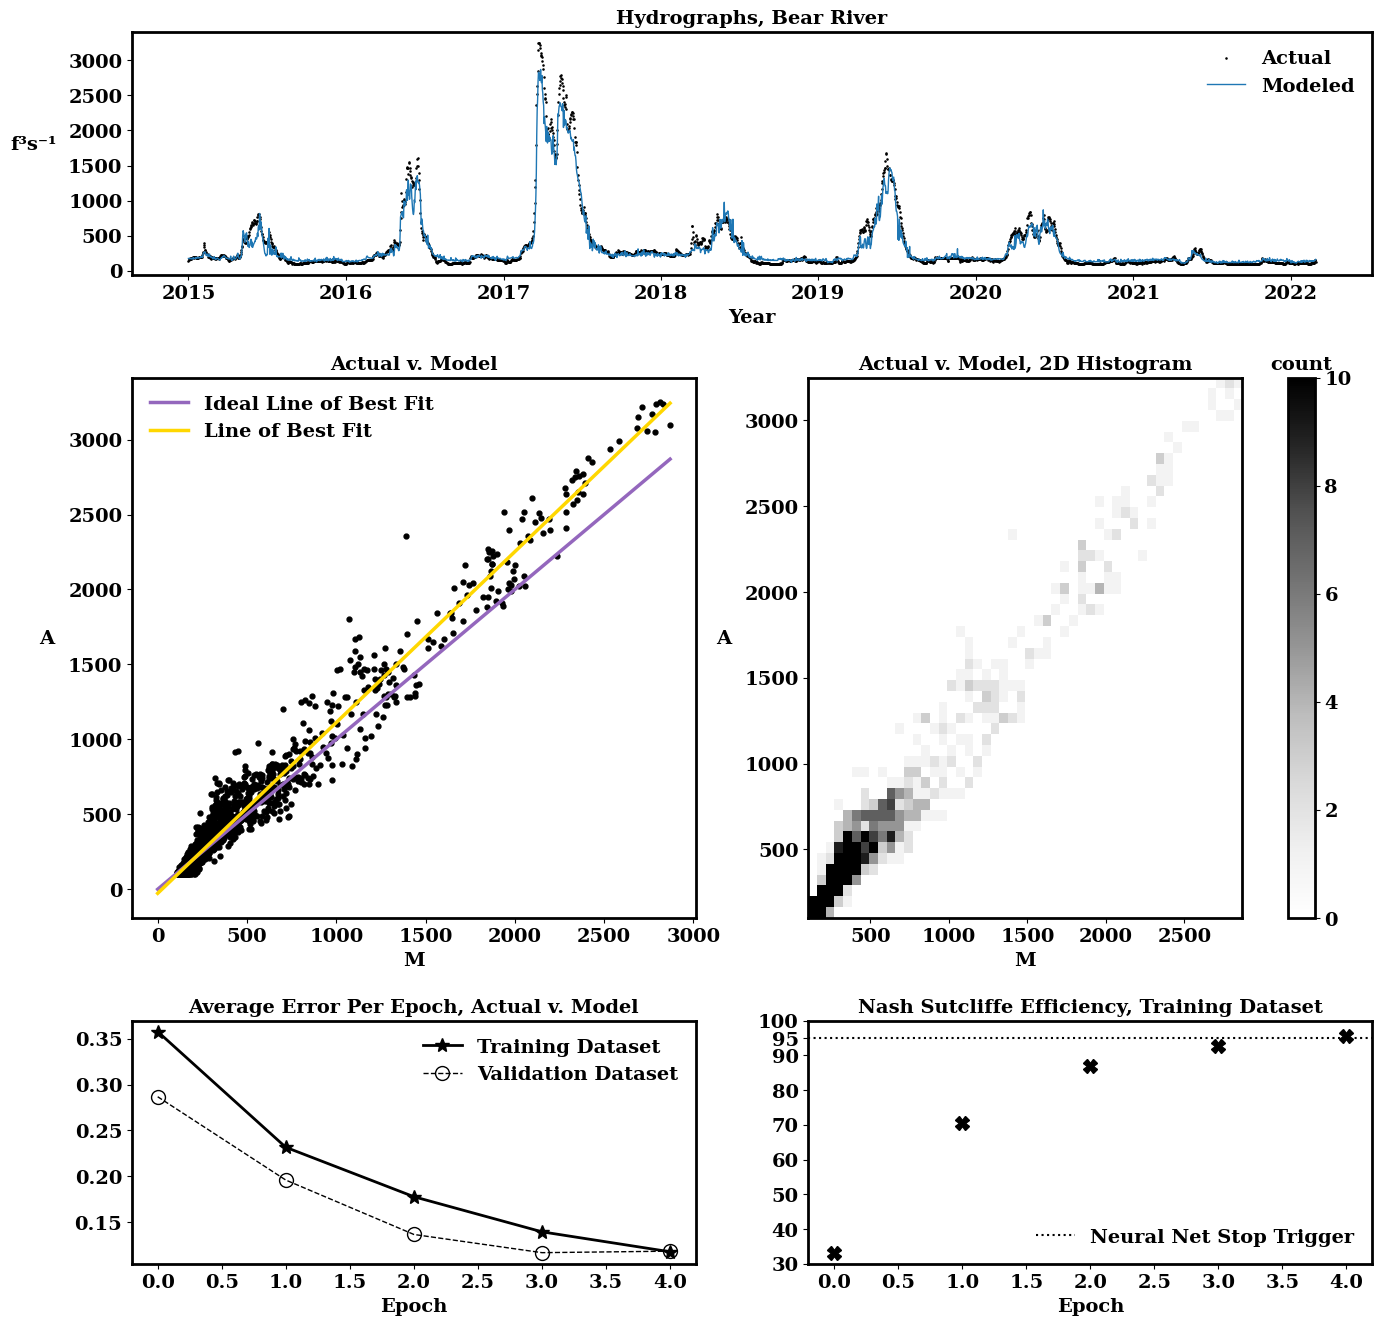 Hydrographs, Bear River
3000
2500
2000
1500
1000
500
0
f³s⁻¹
Actual
Modeled
2015 2016 2017 2018 2019 2020 2021 2022
Year
Actual v. Model
3000
2500
2000
1500
1000
500
0
A
Ideal Line of Best Fit
Line of Best Fit
0 500 1000 1500 2000 2500 3000
M
Actual v. Model, 2D Histogram
3000
2500
2000
1500
1000
500
A
500 1000 1500 2000 2500
M
count
10
8
6
4
2
0
Average Error Per Epoch, Actual v. Model
0.35
0.30
0.25
0.20
0.15
Training Dataset
Validation Dataset
0.0 0.5 1.0 1.5 2.0 2.5 3.0 3.5 4.0
Epoch
Nash Sutcliffe Efficiency, Training Dataset
100
95
90
80
70
60
50
40
30
Neural Net Stop Trigger
0.0 0.5 1.0 1.5 2.0 2.5 3.0 3.5 4.0
Epoch